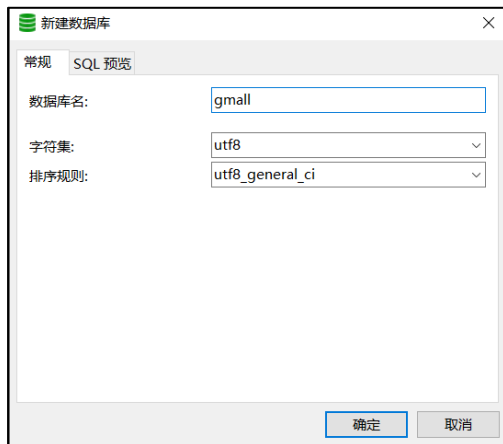 新建数据库
常规 SQL 预览
数据库名: gmall
字符集: utf8
排序规则: utf8_general_ci
确定 取消